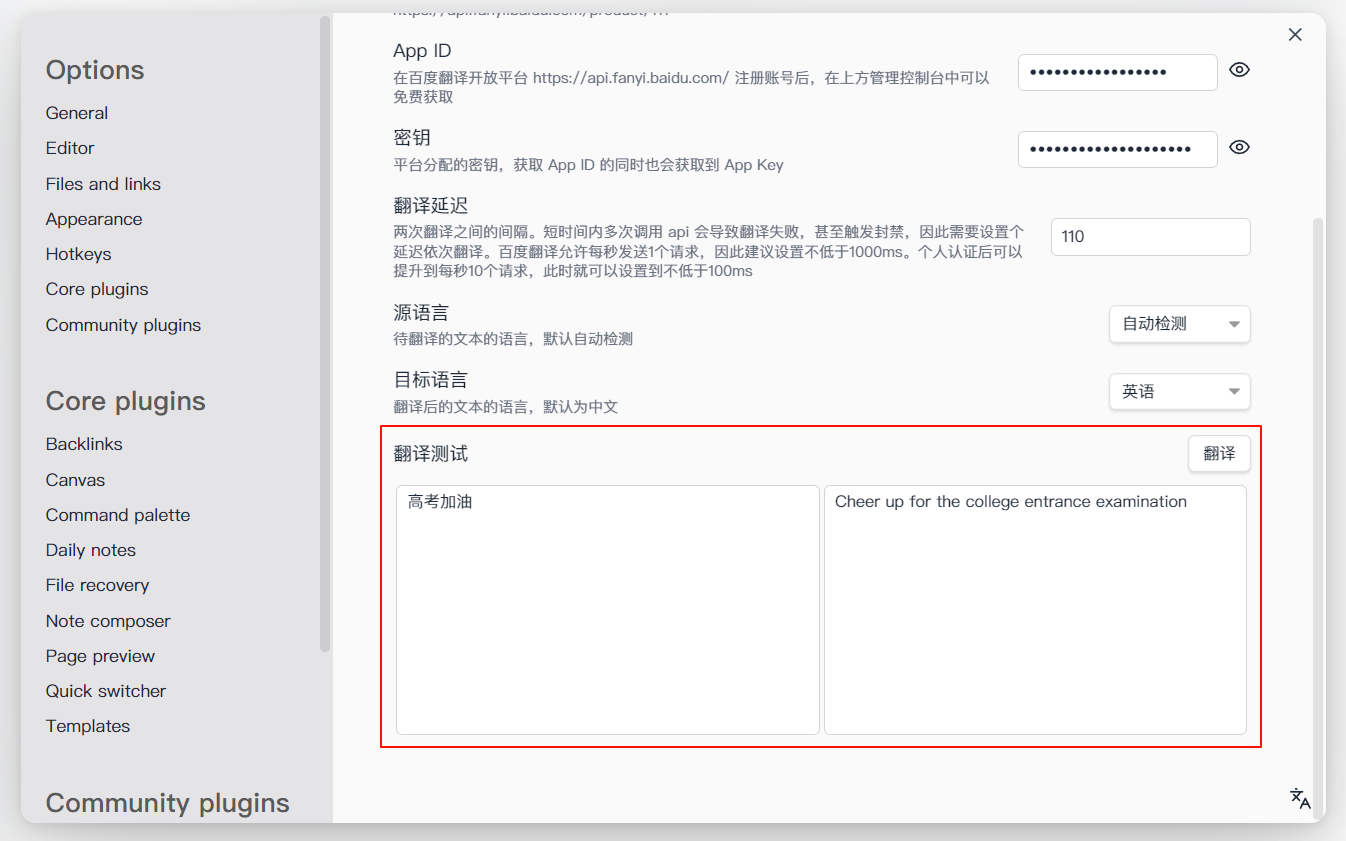 Options
General
Editor
Files and links
Appearance
Hotkeys
Core plugins
Community plugins
Core plugins
Backlinks
Canvas
Command palette
Daily notes
File recovery
Note composer
Page preview
Quick switcher
Templates
Community plugins
App ID
在百度翻译开放平台 https://api.fanyi.baidu.com/ 注册账号后，在上方管理控制台中可以
免费获取
密钥
平台分配的密钥，获取 App ID 的同时也会获取到 App Key
翻译延迟
两次翻译之间的间隔。短时间内多次调用 api 会导致翻译失败，甚至触发封禁，因此需要设置个
延迟依次翻译。百度翻译允许每秒发送1个请求，因此建议设置不低于1000ms。个人认证后可以
提升到每秒10个请求，此时就可以设置到不低于100ms
110
源语言
待翻译的文本的语言，默认自动检测
自动检测
目标语言
翻译后的文本的语言，默认为中文
英语
翻译测试
翻译
高考加油
Cheer up for the college entrance examination